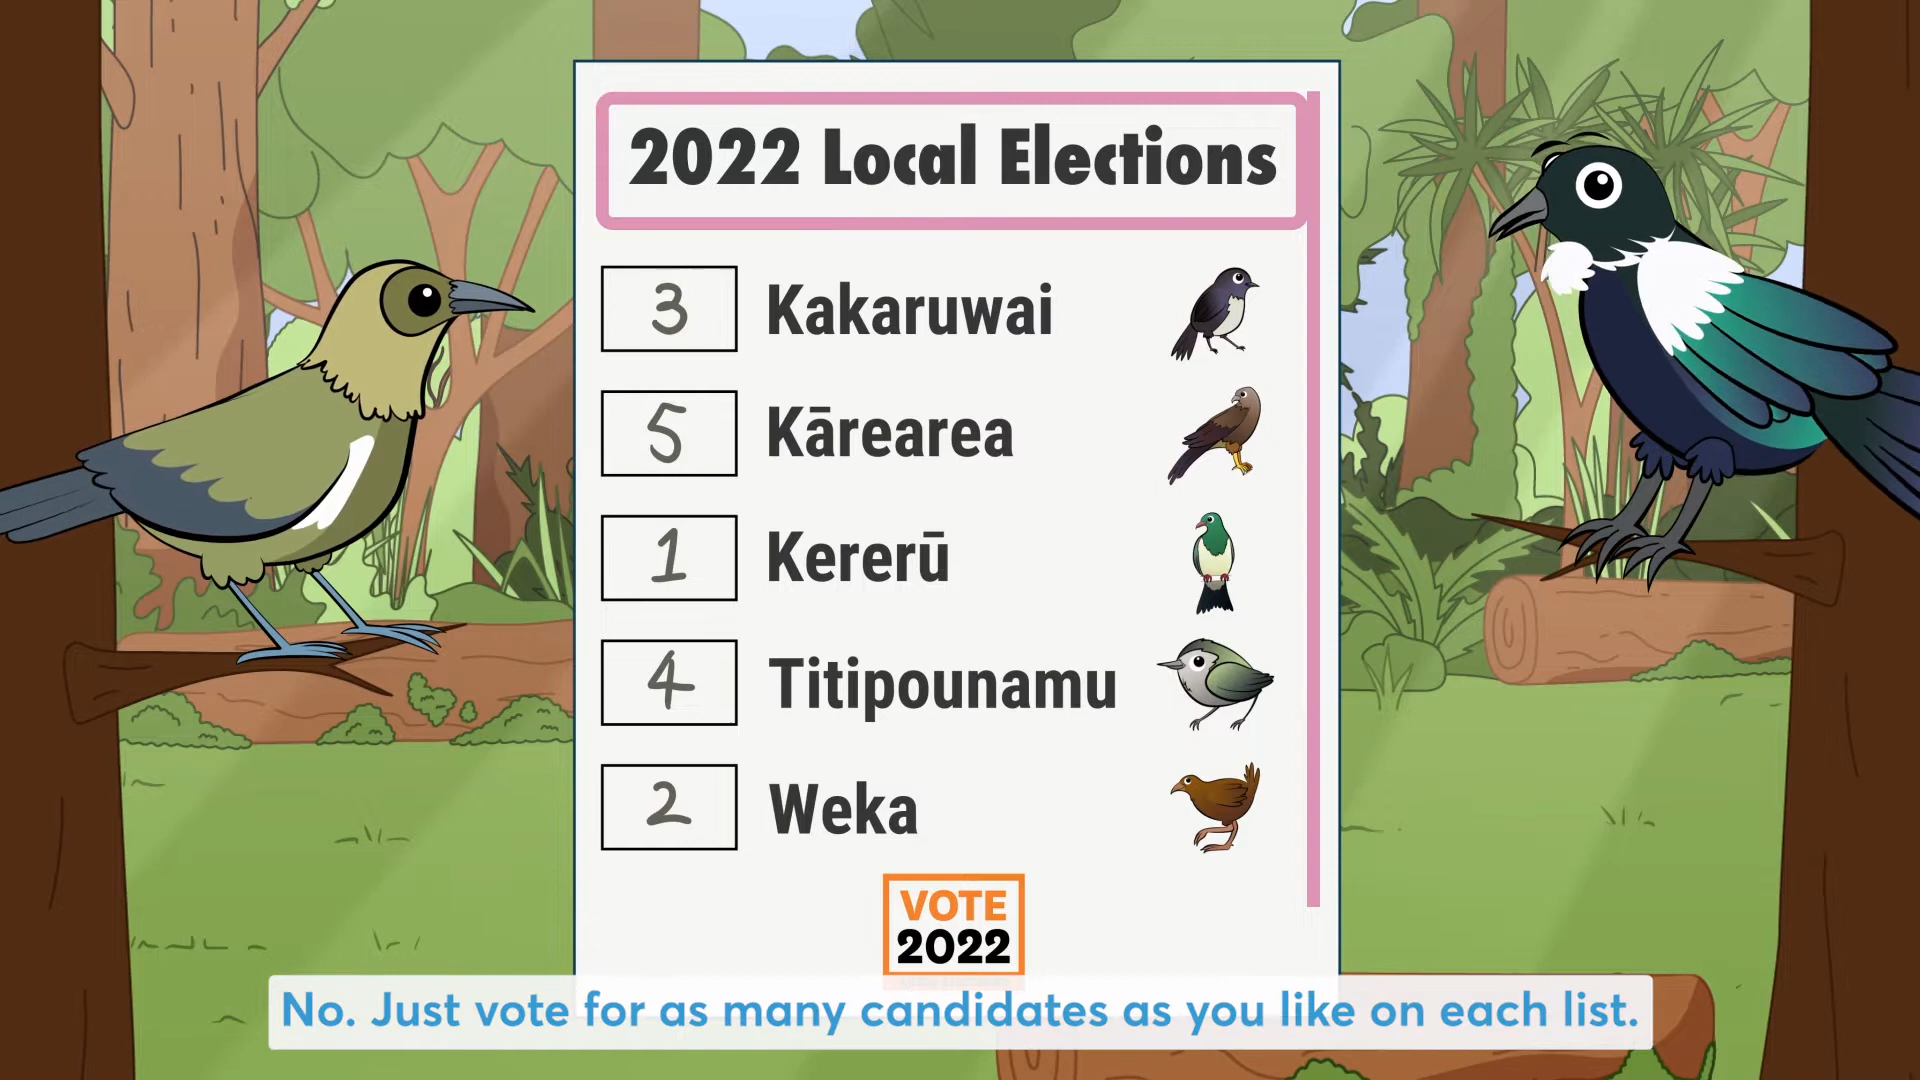 2022 Local Elections
3 Kakaruwai
5 Kārearea
1 Kererū
4 Titipounamu
2 Weka
VOTE
2022
No. Just vote for as many candidates as you like on each list.